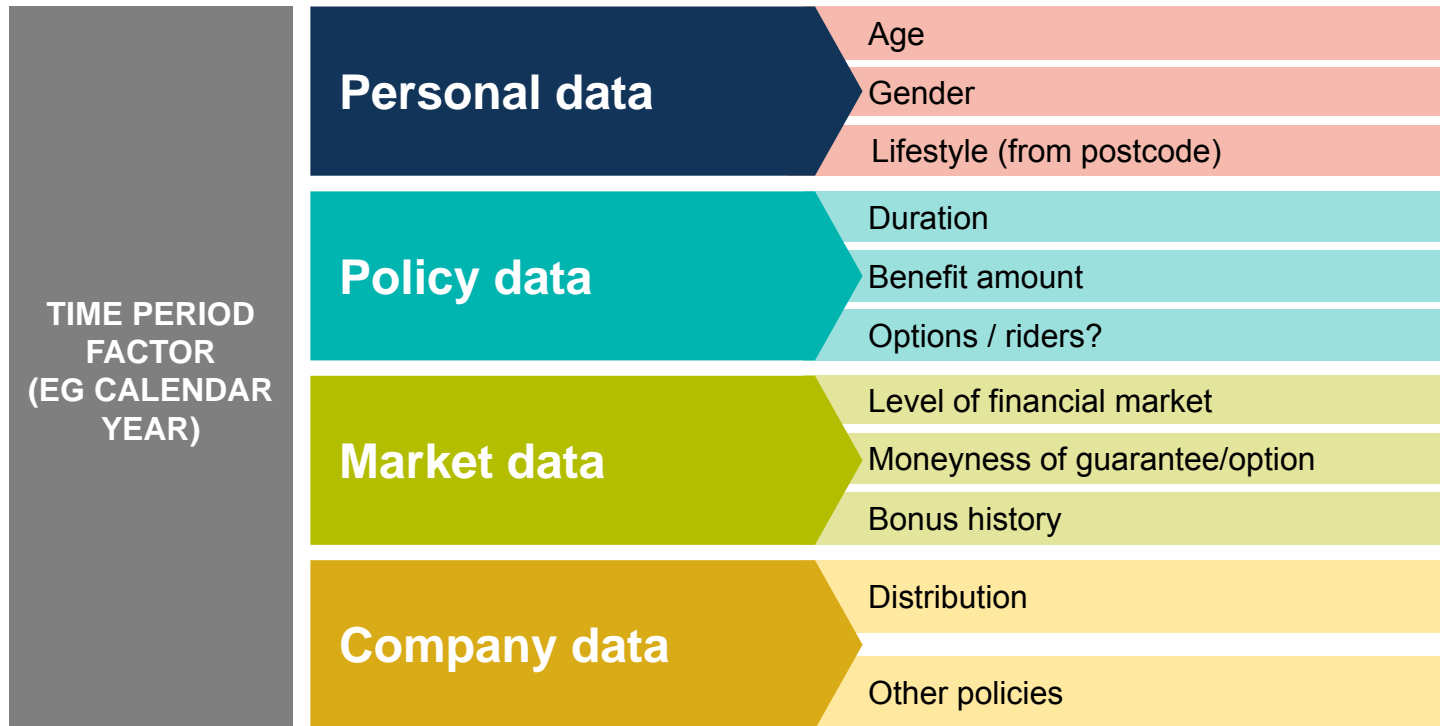 TIME PERIOD
FACTOR
(EG CALENDAR
YEAR)
Personal data
Age
Gender
Lifestyle (from postcode)
Policy data
Duration
Benefit amount
Options / riders?
Market data
Level of financial market
Moneyness of guarantee/option
Bonus history
Company data
Distribution
Other policies